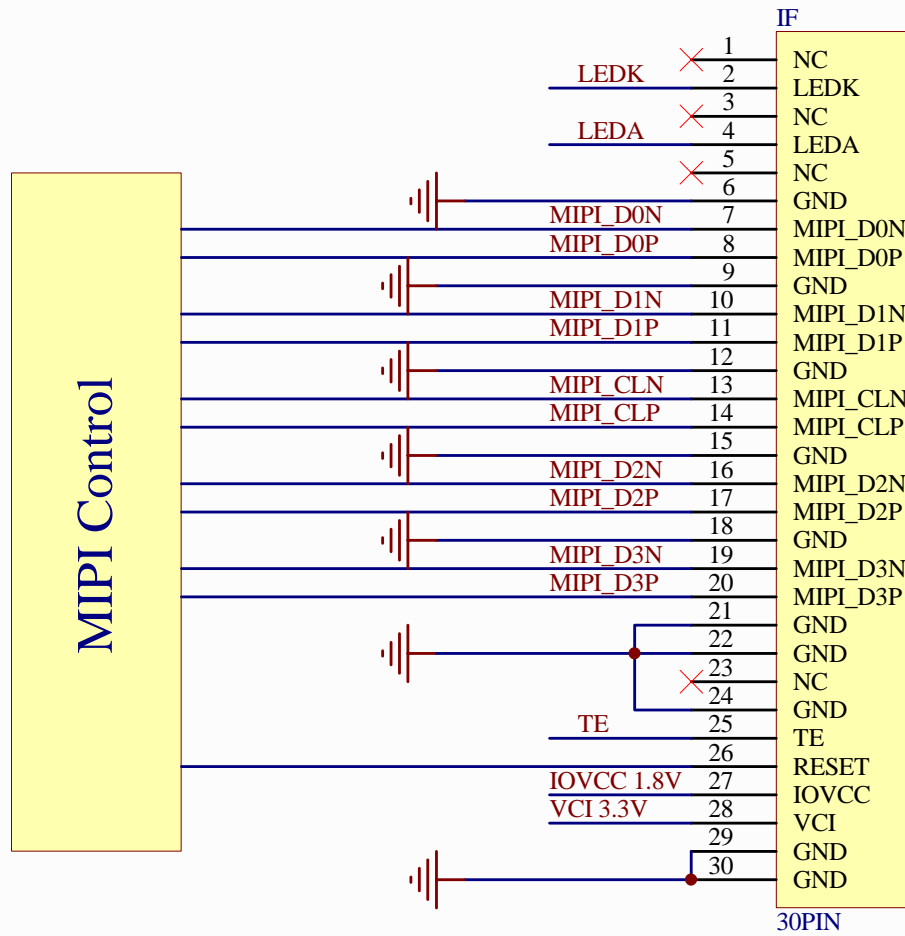 IF
1 NC
LEDK 2 LEDK
3 NC
LEDA 4 LEDA
5 NC
6 GND
MIPI_D0N 7 MIPI_D0N
MIPI_D0P 8 MIPI_D0P
9 GND
MIPI_D1N 10 MIPI_D1N
MIPI_D1P 11 MIPI_D1P
12 GND
MIPI_CLN 13 MIPI_CLN
MIPI_CLP 14 MIPI_CLP
15 GND
MIPI_D2N 16 MIPI_D2N
MIPI_D2P 17 MIPI_D2P
18 GND
MIPI_D3N 19 MIPI_D3N
MIPI_D3P 20 MIPI_D3P
21 GND
22 GND
23 NC
24 GND
TE 25 TE
26 RESET
IOVCC 1.8V 27 IOVCC
VCI 3.3V 28 VCI
29 GND
30 GND
30PIN
MIPI Control